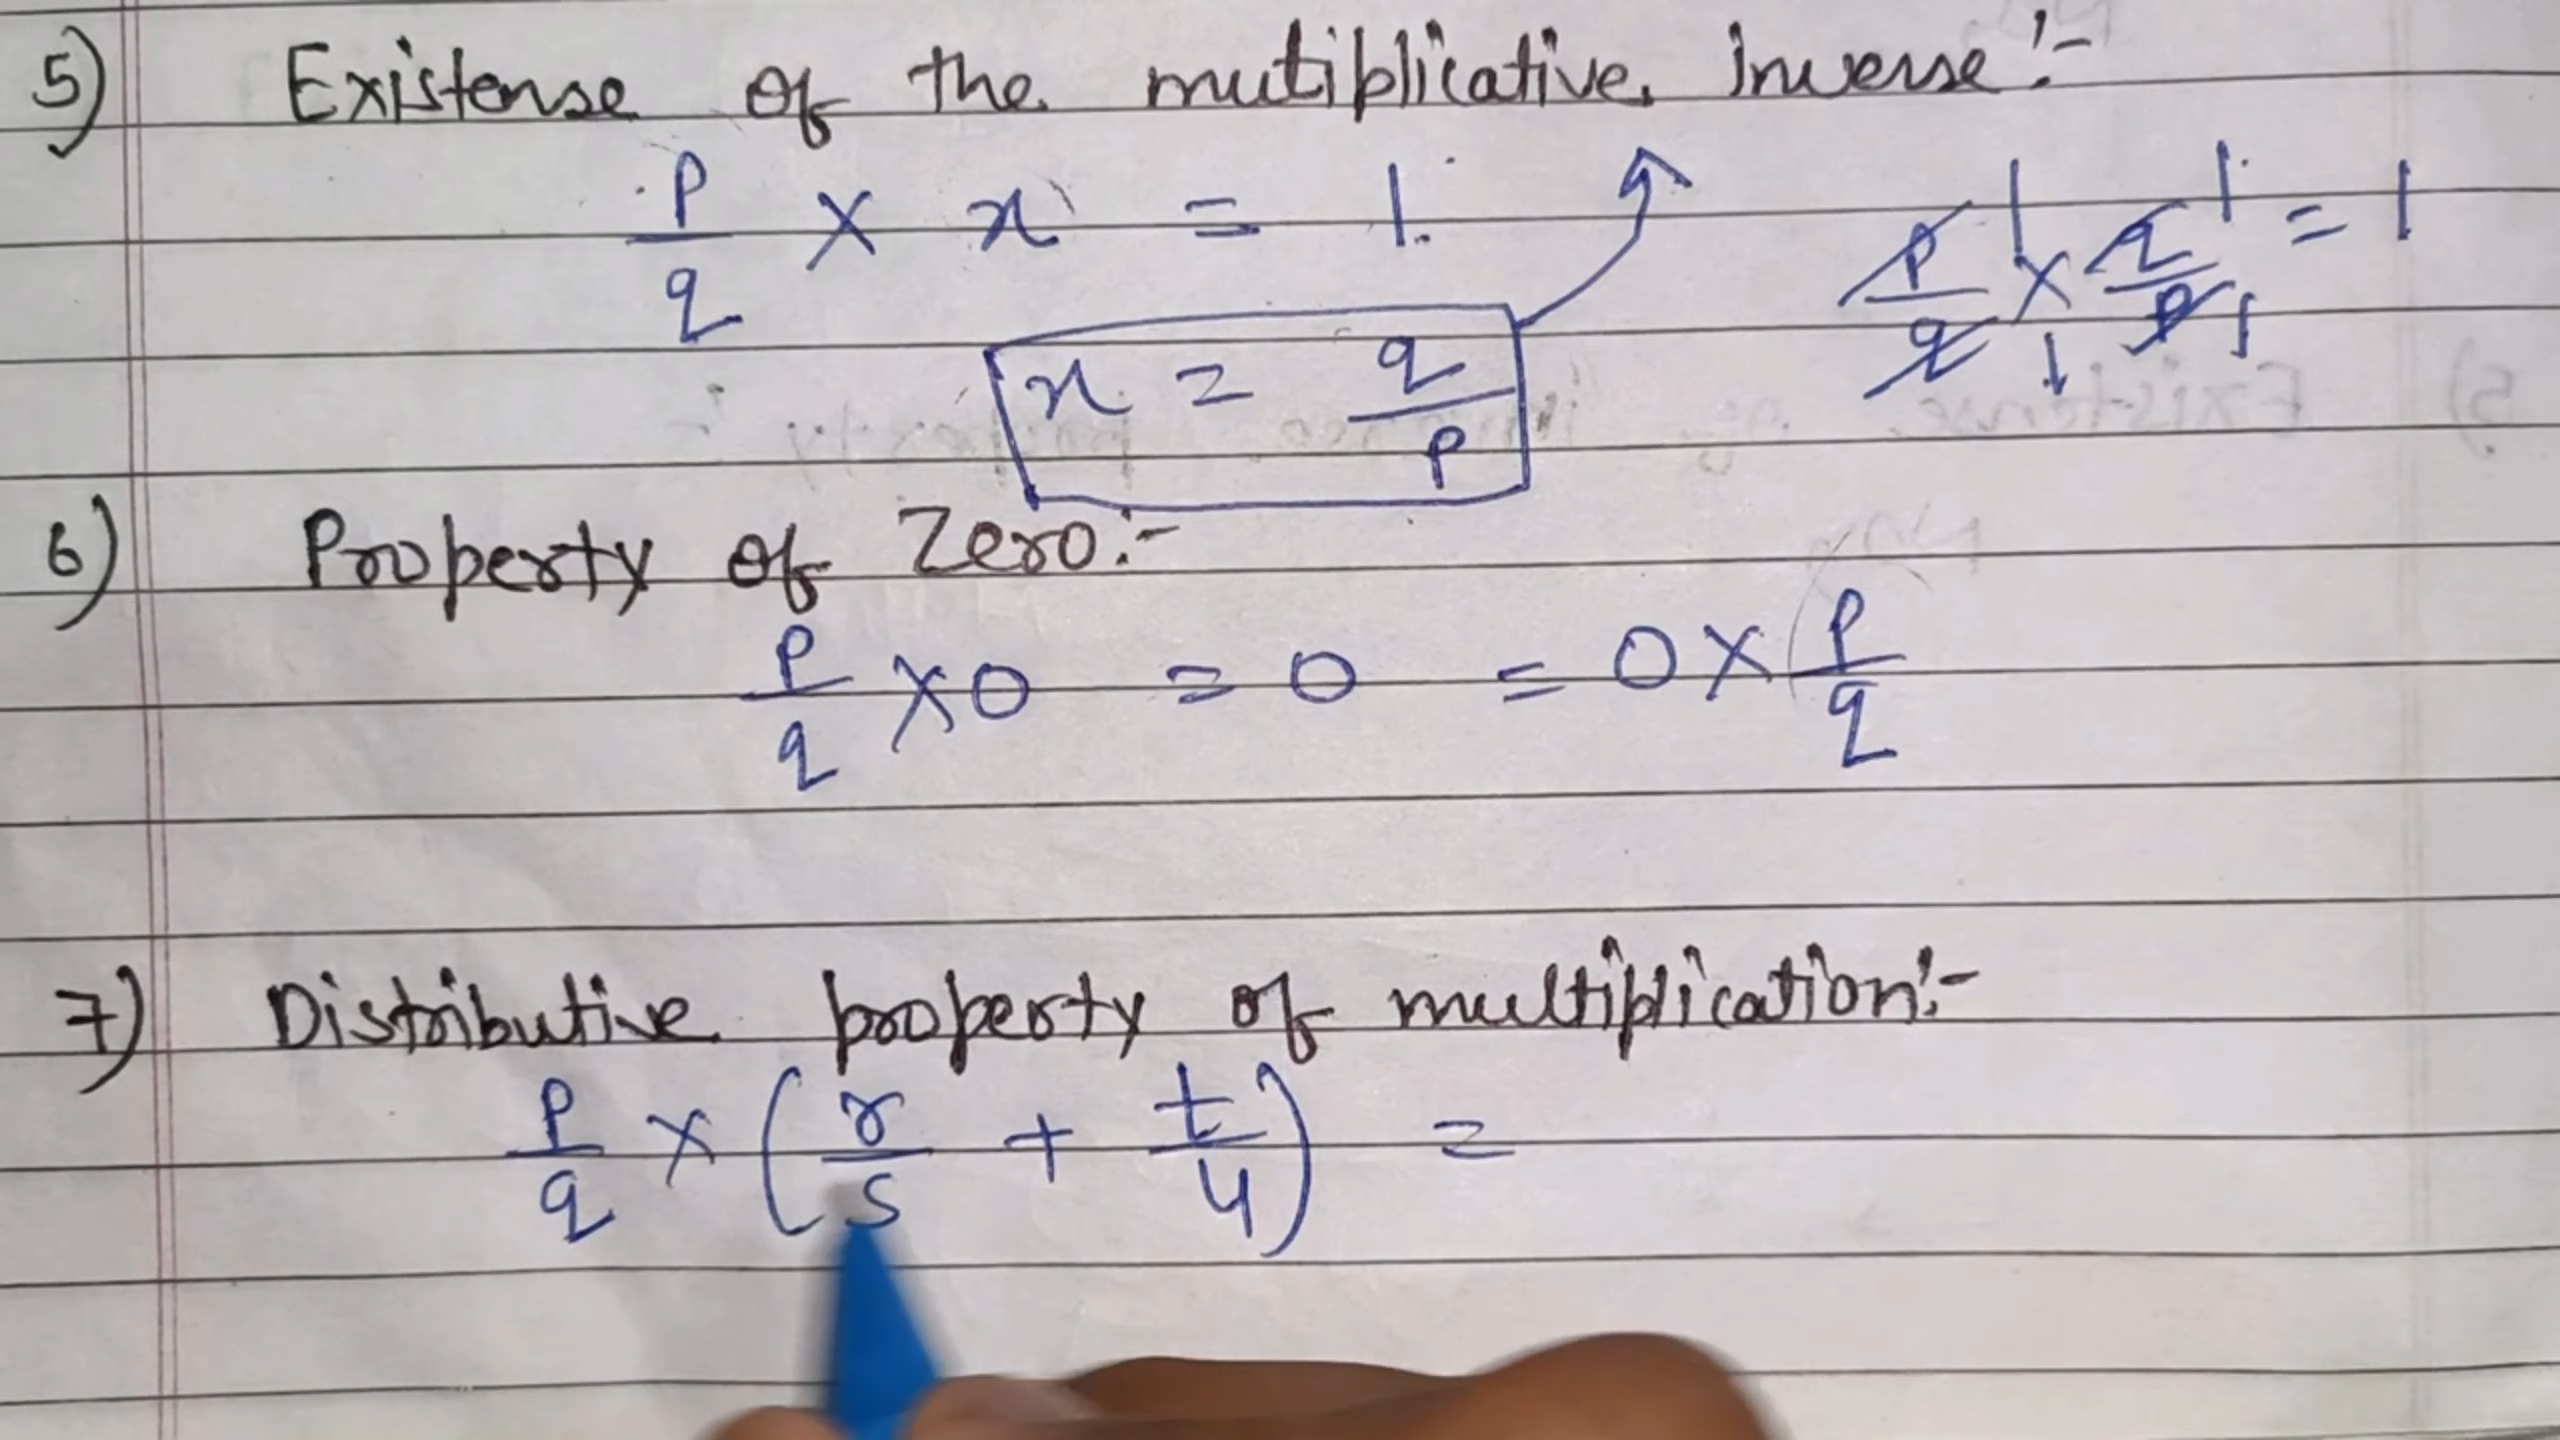 5) Existense of the mutiplicative inverse :-
p/q × x = 1
p/q × q/p = 1
x = q/p
6) Property of Zero :-
p/q × 0 = 0 = 0 × p/q
7) Distributive property of multiplication :-
p/q × (r/s + t/u) =